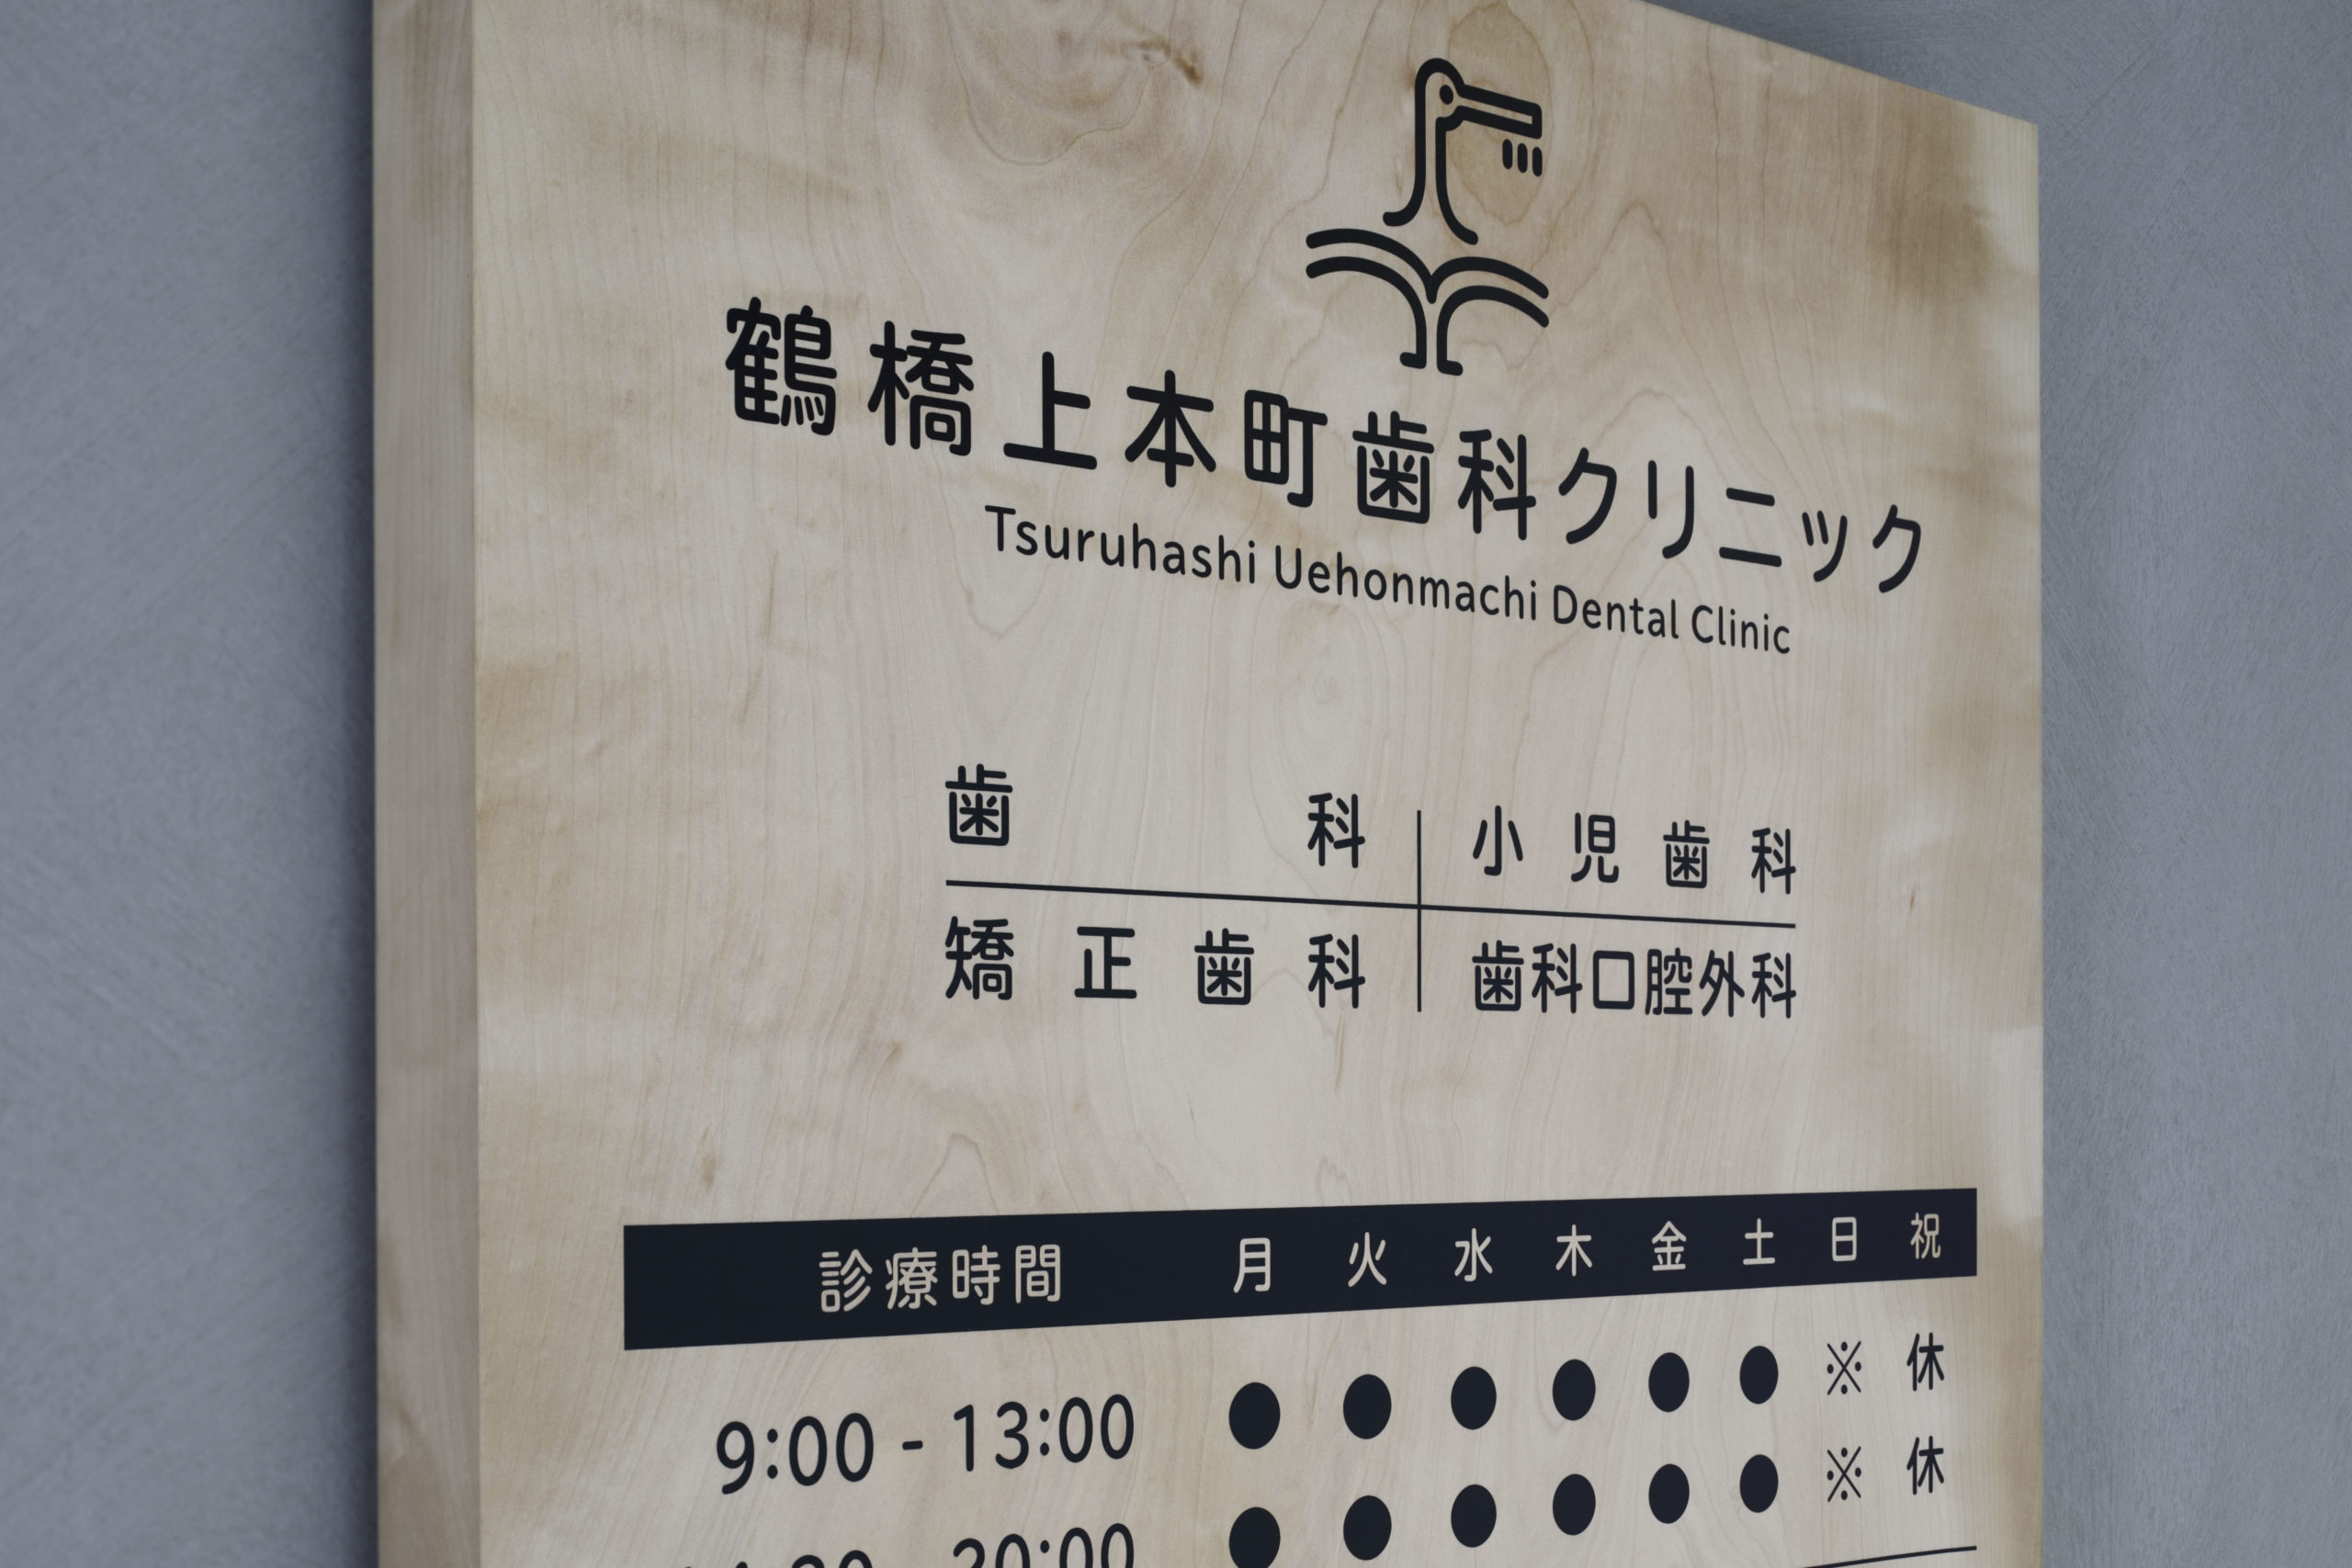 鶴橋上本町歯科クリニック
Tsuruhashi Uehonmachi Dental Clinic
歯科 小児歯科
矯正歯科 歯科口腔外科
診療時間 月 火 水 木 金 土 日 祝
9:00 - 13:00 ● ● ● ● ● ● ※ 休
20:00 ● ● ● ● ● ● ※ 休